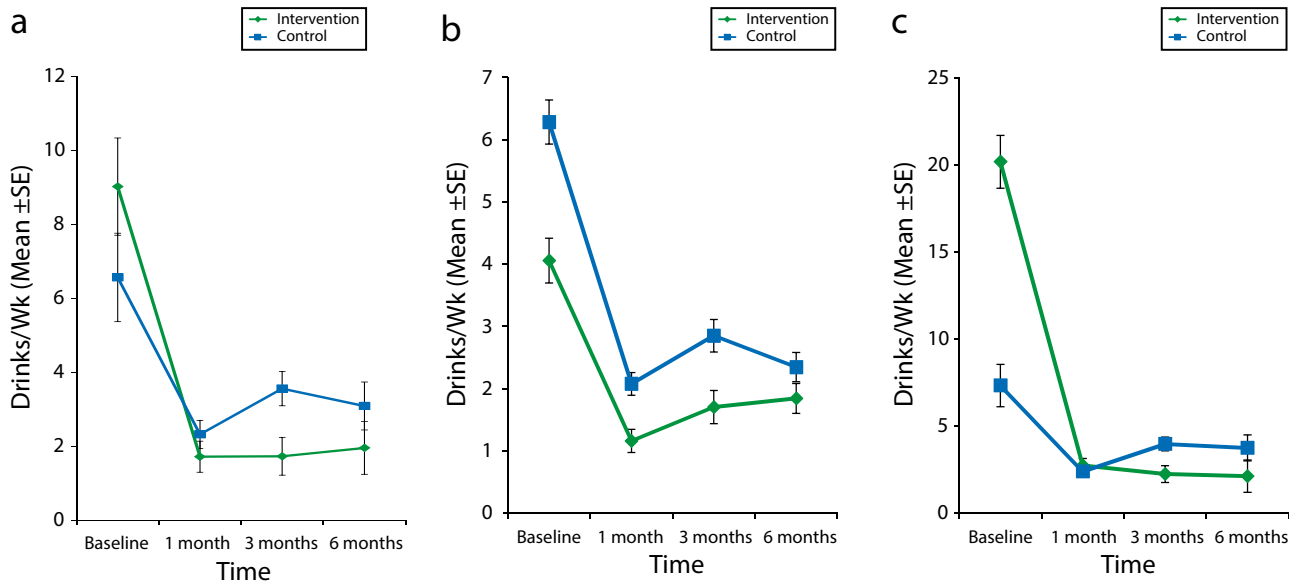 a
Intervention
Control
12
10
8
6
4
2
0
Drinks/Wk (Mean ±SE)
Baseline 1 month 3 months 6 months
Time
b
Intervention
Control
7
6
5
4
3
2
1
0
Drinks/Wk (Mean ±SE)
Baseline 1 month 3 months 6 months
Time
c
Intervention
Control
25
20
15
10
5
0
Drinks/Wk (Mean ±SE)
Baseline 1 month 3 months 6 months
Time